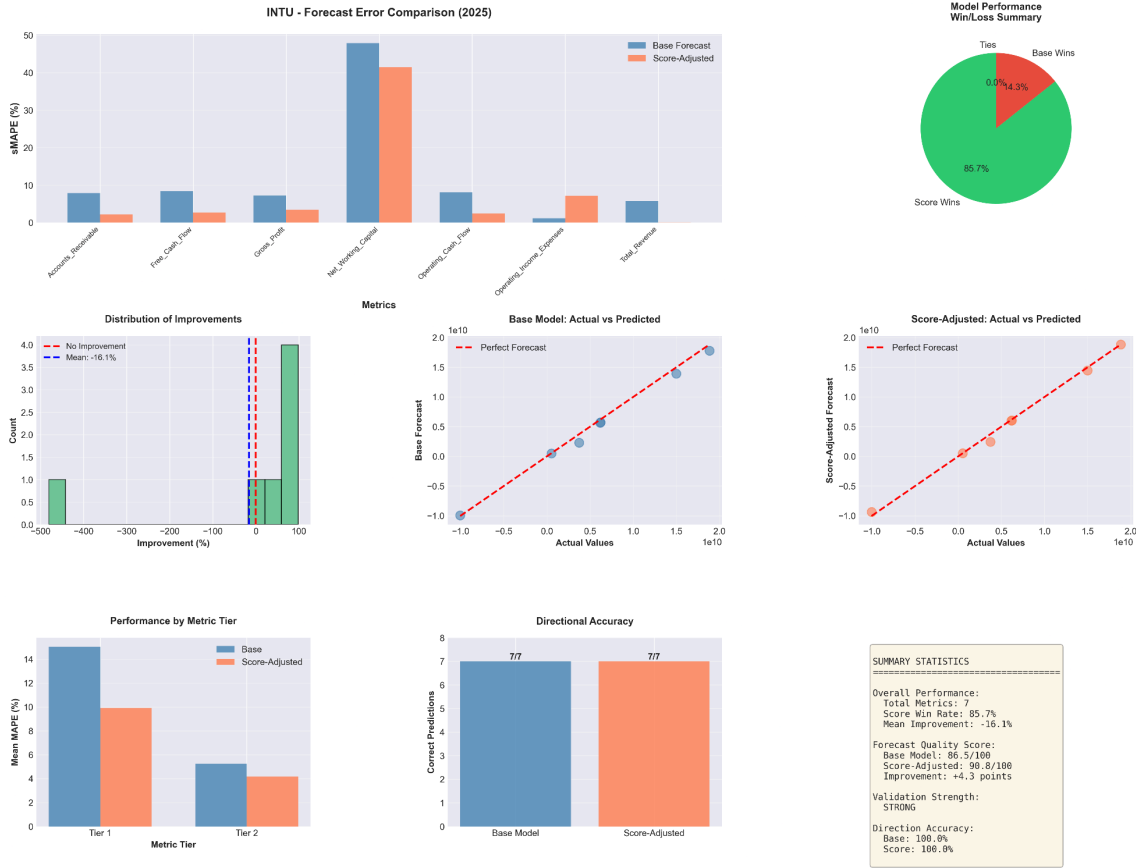 INTU - Forecast Error Comparison (2025)
Base Forecast
Score-Adjusted
sMAPE (%)
50
40
30
20
10
0
Accounts_Receivable
Free_Cash_Flow
Gross_Profit
Net_Working_Capital
Operating_Cash_Flow
Operating_Income_Expenses
Total_Revenue
Metrics
Model Performance
Win/Loss Summary
Ties
Base Wins
0.0%
14.3%
85.7%
Score Wins
Distribution of Improvements
No Improvement
Mean: -16.1%
Count
4.0
3.5
3.0
2.5
2.0
1.5
1.0
0.5
0.0
−500 −400 −300 −200 −100 0 100
Improvement (%)
Base Model: Actual vs Predicted
1e10
Perfect Forecast
Base Forecast
2.0
1.5
1.0
0.5
0.0
−0.5
−1.0
−1.0 −0.5 0.0 0.5 1.0 1.5 2.0
Actual Values
1e10
Score-Adjusted: Actual vs Predicted
1e10
Perfect Forecast
Score-Adjusted Forecast
2.0
1.5
1.0
0.5
0.0
−0.5
−1.0
−1.0 −0.5 0.0 0.5 1.0 1.5 2.0
Actual Values
1e10
Performance by Metric Tier
Base
Score-Adjusted
Mean MAPE (%)
14
12
10
8
6
4
2
0
Tier 1 Tier 2
Metric Tier
Directional Accuracy
Correct Predictions
8
7
6
5
4
3
2
1
0
7/7 7/7
Base Model Score-Adjusted
SUMMARY STATISTICS
===================================
Overall Performance:
Total Metrics: 7
Score Win Rate: 85.7%
Mean Improvement: -16.1%
Forecast Quality Score:
Base Model: 86.5/100
Score-Adjusted: 90.8/100
Improvement: +4.3 points
Validation Strength:
STRONG
Direction Accuracy:
Base: 100.0%
Score: 100.0%